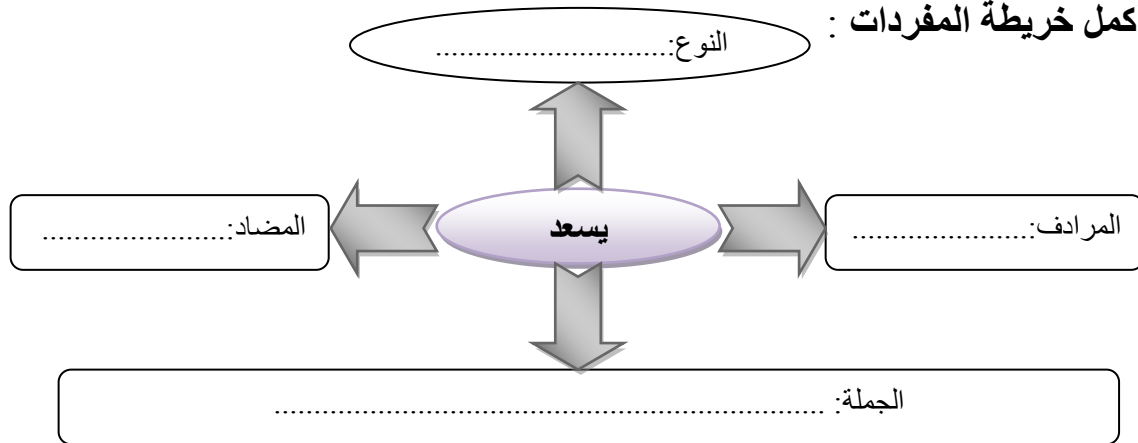 كمل خريطة المفردات :
النوع:...........................
المرادف:......................
يسعد
المضاد:.......................
الجملة: ......................................................................